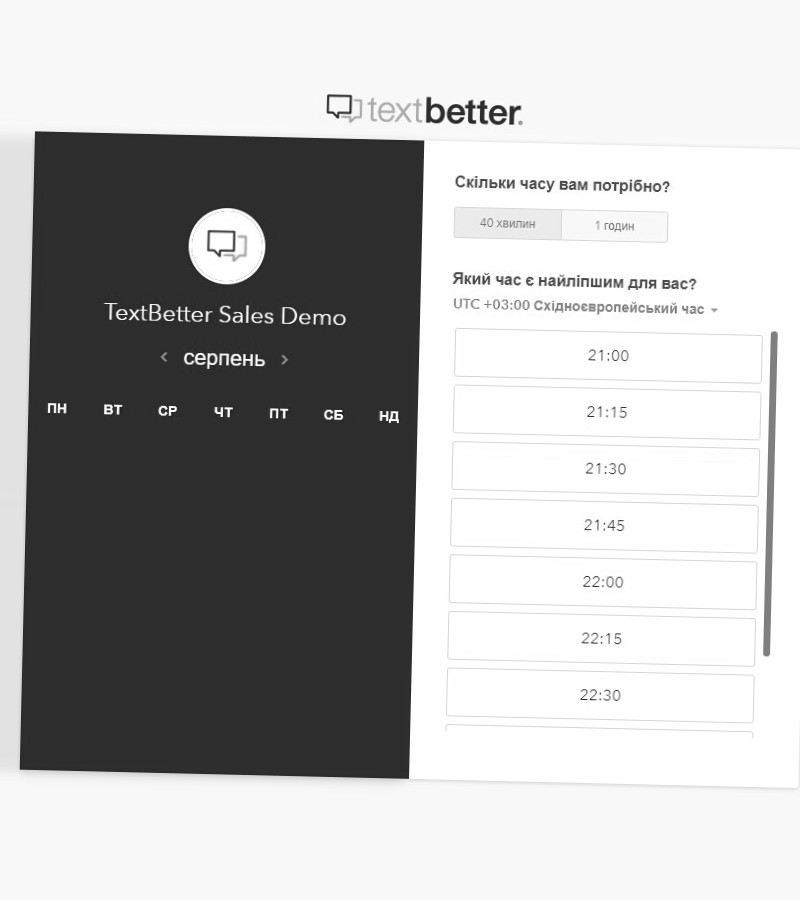 textbetter.
TextBetter Sales Demo
серпень
ПН ВТ СР ЧТ ПТ СБ НД
Скільки часу вам потрібно?
40 хвилин 1 годин
Який час є найліпшим для вас?
UTC +03:00 Східноєвропейський час
21:00
21:15
21:30
21:45
22:00
22:15
22:30